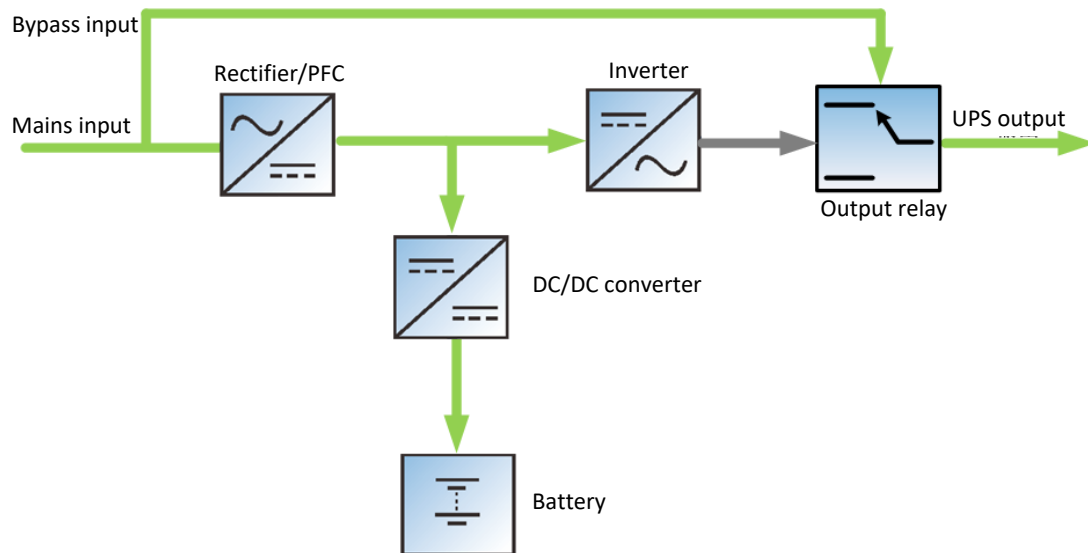 Bypass input
Rectifier/PFC
Inverter
Mains input
UPS output
Output relay
DC/DC converter
Battery